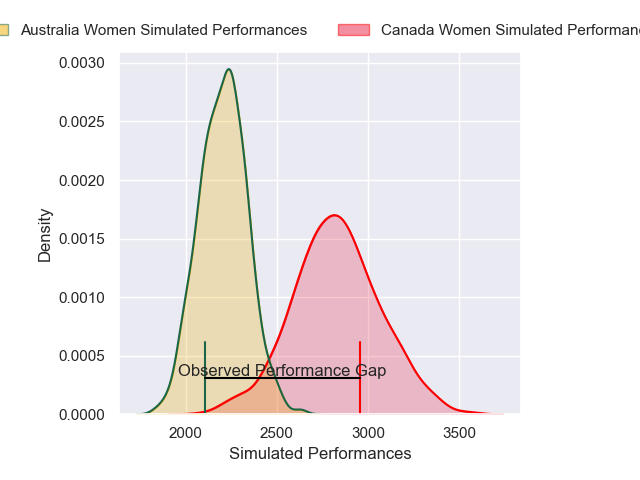 Australia Women Simulated Performances
Canada Women Simulated
0.0030
0.0025
0.0020
0.0015
0.0010
0.0005
0.0000
Density
Observed Performance Gap
2000 2500 3000 3500
Simulated Performances